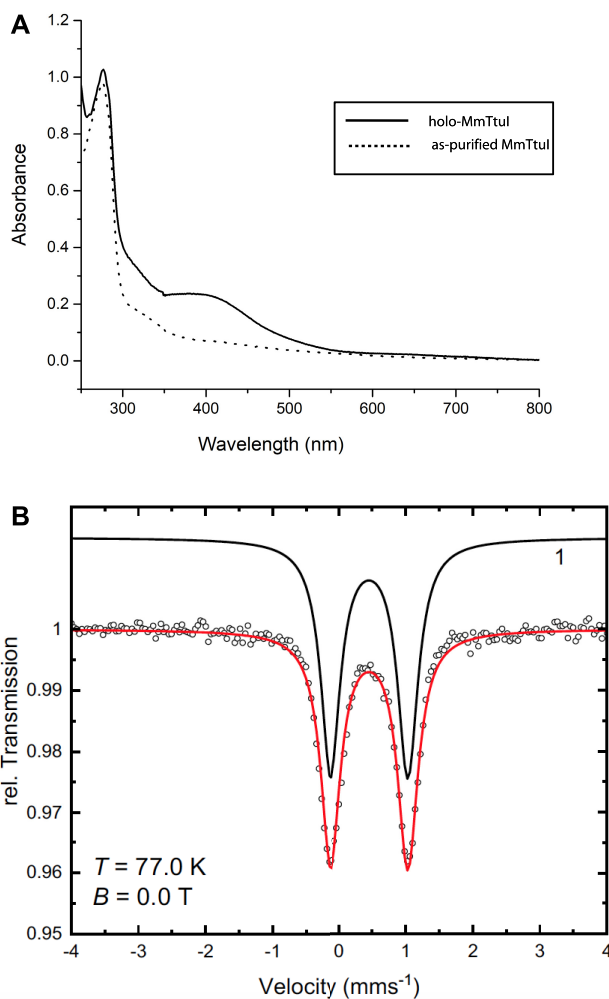 A
1.2
1.0
0.8
0.6
0.4
0.2
0.0
Absorbance
holo-MmTtuI
as-purified MmTtuI
300 400 500 600 700 800
Wavelength (nm)
B
1
1
0.99
0.98
0.97
0.96
0.95
rel. Transmission
T = 77.0 K
B = 0.0 T
-4 -3 -2 -1 0 1 2 3 4
Velocity (mms-1)